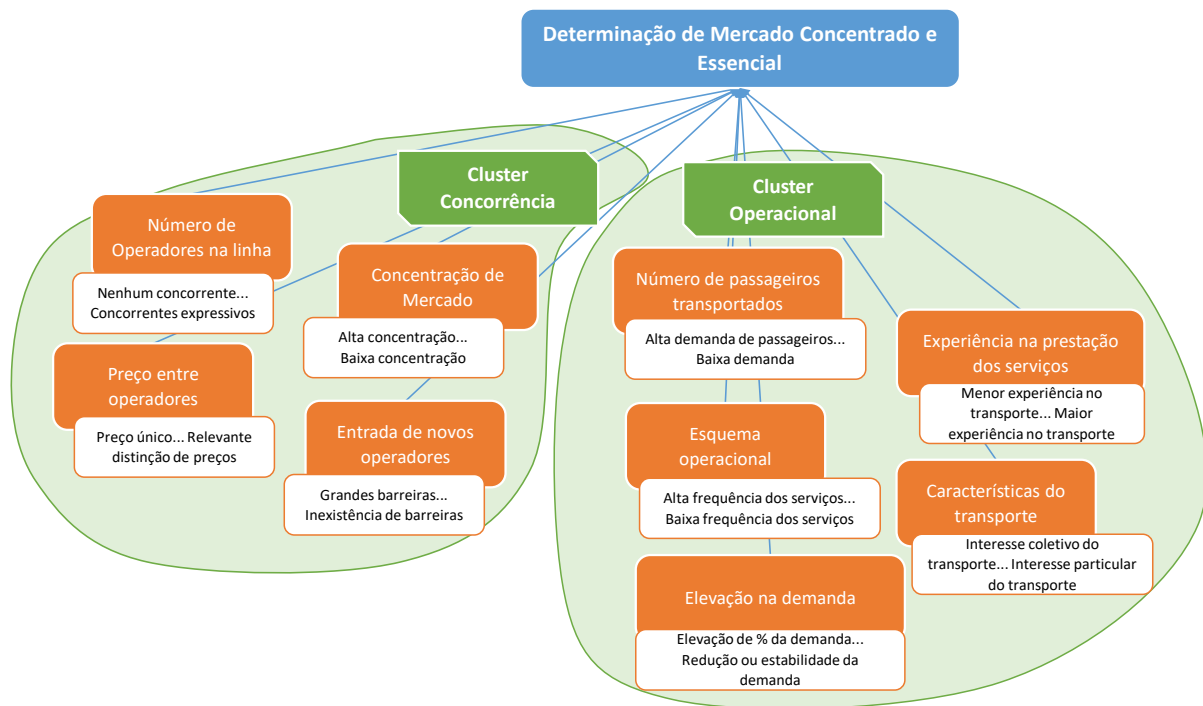 Determinação de Mercado Concentrado e
Essencial
Cluster
Concorrência
Número de
Operadores na linha
Nenhum concorrente...
Concorrentes expressivos
Concentração de
Mercado
Alta concentração...
Baixa concentração
Preço entre
operadores
Preço único... Relevante
distinção de preços
Entrada de novos
operadores
Grandes barreiras...
Inexistência de barreiras
Cluster
Operacional
Número de passageiros
transportados
Alta demanda de passageiros...
Baixa demanda
Experiência na prestação
dos serviços
Menor experiência no
transporte... Maior
experiência no transporte
Esquema
operacional
Alta frequência dos serviços...
Baixa frequência dos serviços
Características do
transporte
Interesse coletivo do
transporte... Interesse particular
do transporte
Elevação na demanda
Elevação de % da demanda...
Redução ou estabilidade da
demanda